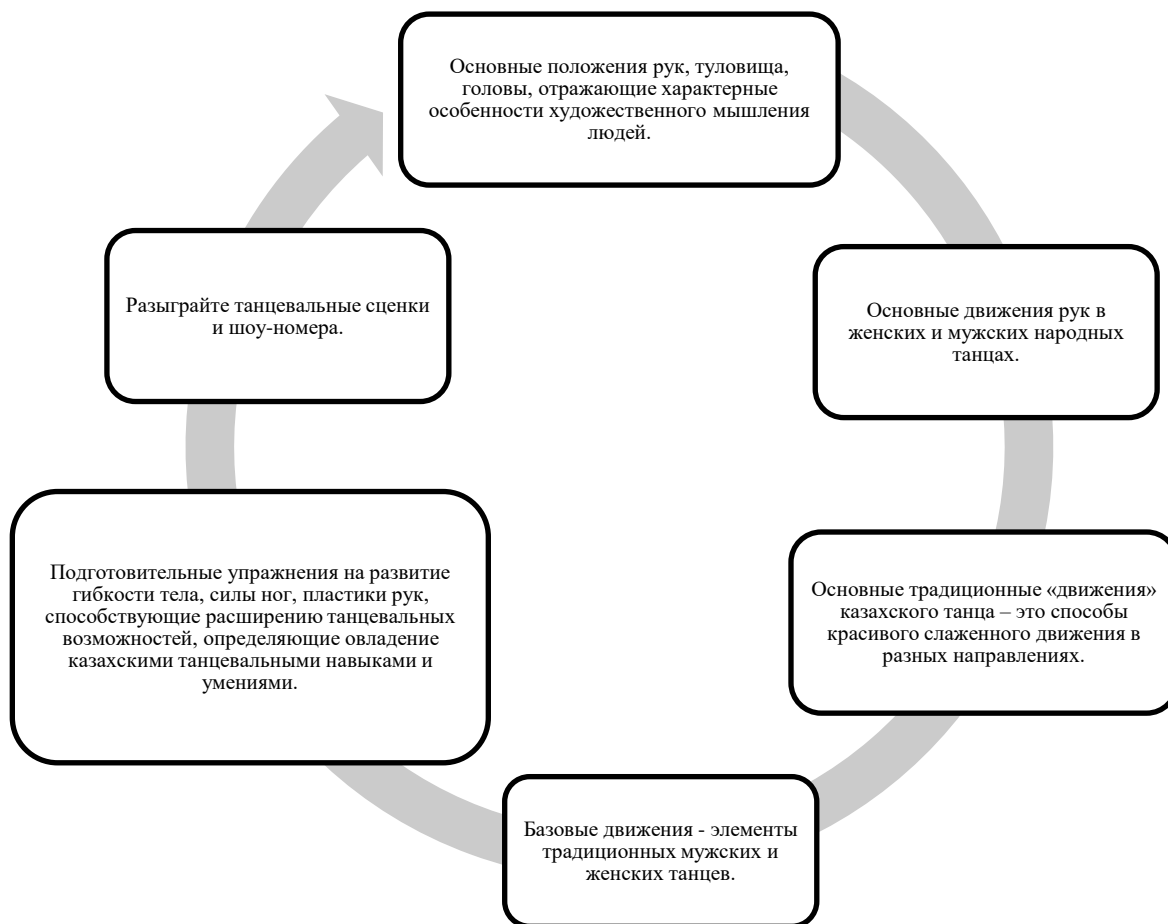 Основные положения рук, туловища,
головы, отражающие характерные
особенности художественного мышления
людей.
Основные движения рук в
женских и мужских народных
танцах.
Основные традиционные «движения»
казахского танца – это способы
красивого слаженного движения в
разных направлениях.
Базовые движения - элементы
традиционных мужских и
женских танцев.
Подготовительные упражнения на развитие
гибкости тела, силы ног, пластики рук,
способствующие расширению танцевальных
возможностей, определяющие овладение
казахскими танцевальными навыками и
умениями.
Разыграйте танцевальные сценки
и шоу-номера.